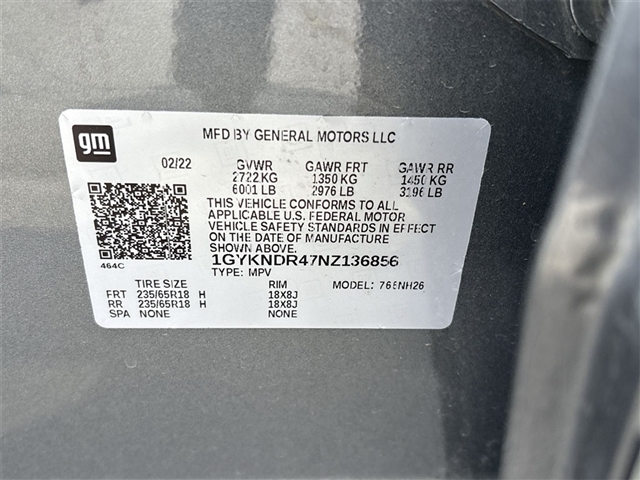 gm
MFD BY GENERAL MOTORS LLC
02/22 GVWR GAWR FRT GAWR RR
2722 KG 1350 KG 1450 KG
6001 LB 2976 LB 3196 LB
THIS VEHICLE CONFORMS TO ALL
APPLICABLE U.S. FEDERAL MOTOR
VEHICLE SAFETY STANDARDS IN EFFECT
ON THE DATE OF MANUFACTURE
SHOWN ABOVE.
464C 1GYKNDR47NZ136856
TYPE: MPV
TIRE SIZE RIM MODEL: 6NH26
FRT 235/65R18 H 18X8J
RR 235/65R18 H 18X8J
SPA NONE NONE